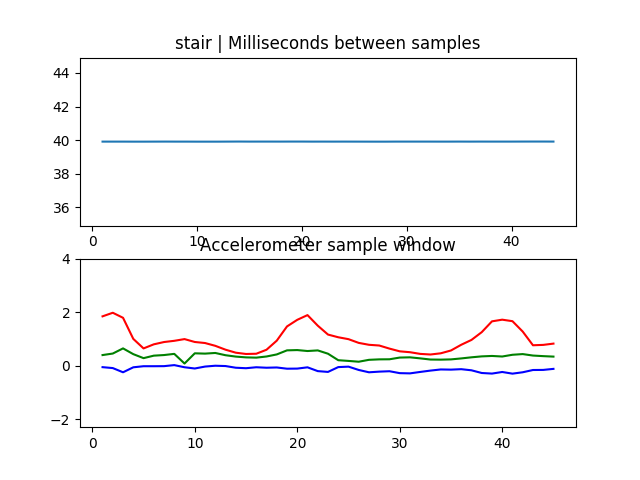 stair | Milliseconds between samples
44
42
40
38
36
0 10 20 30 40
Accelerometer sample window
4
2
0
−2
0 10 20 30 40